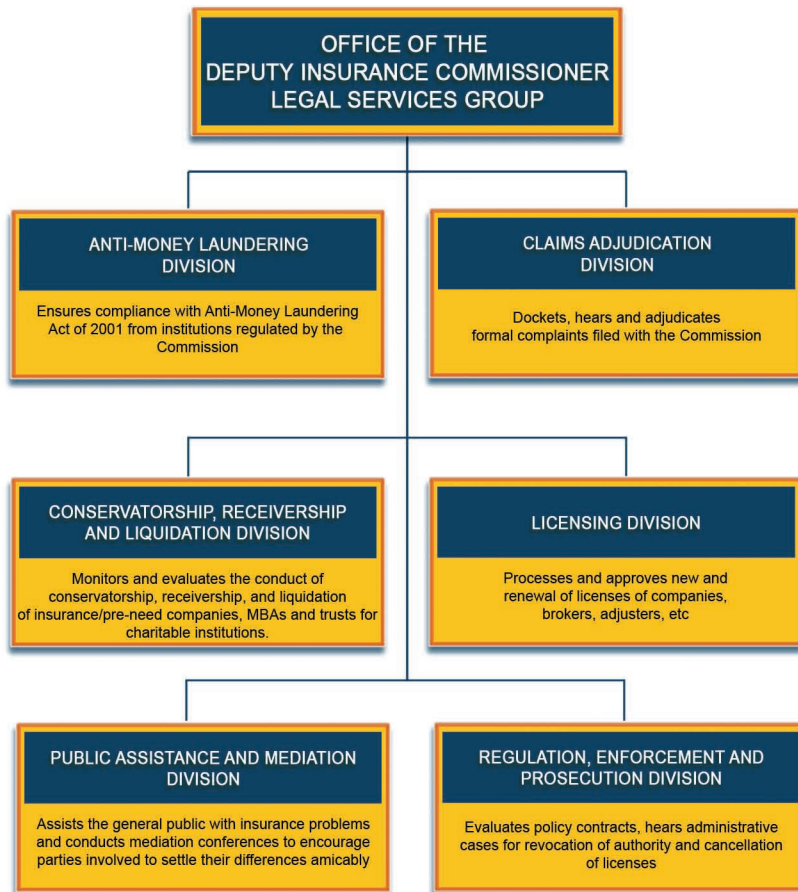 OFFICE OF THE
DEPUTY INSURANCE COMMISSIONER
LEGAL SERVICES GROUP
ANTI-MONEY LAUNDERING
DIVISION
Ensures compliance with Anti-Money Laundering
Act of 2001 from institutions regulated by the
Commission
CLAIMS ADJUDICATION
DIVISION
Dockets, hears and adjudicates
formal complaints filed with the Commission
CONSERVATORSHIP, RECEIVERSHIP
AND LIQUIDATION DIVISION
Monitors and evaluates the conduct of
conservatorship, receivership, and liquidation
of insurance/pre-need companies, MBAs and trusts for
charitable institutions.
LICENSING DIVISION
Processes and approves new and
renewal of licenses of companies,
brokers, adjusters, etc
PUBLIC ASSISTANCE AND MEDIATION
DIVISION
Assists the general public with insurance problems
and conducts mediation conferences to encourage
parties involved to settle their differences amicably
REGULATION, ENFORCEMENT AND
PROSECUTION DIVISION
Evaluates policy contracts, hears administrative
cases for revocation of authority and cancellation
of licenses